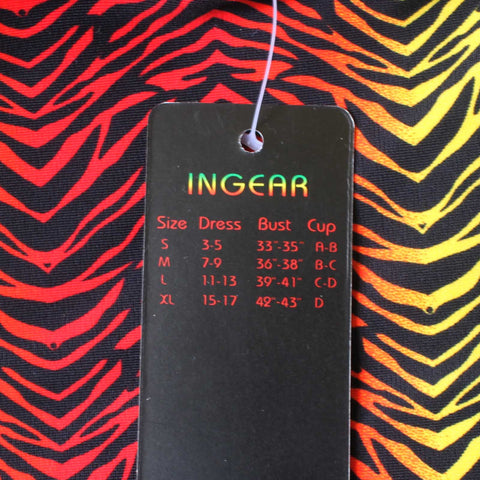 INGEAR
Size Dress Bust Cup
S 3-5 33"-35" A-B
M 7-9 36"-38" B-C
L 11-13 39"-41" C-D
XL 15-17 42"-43" D